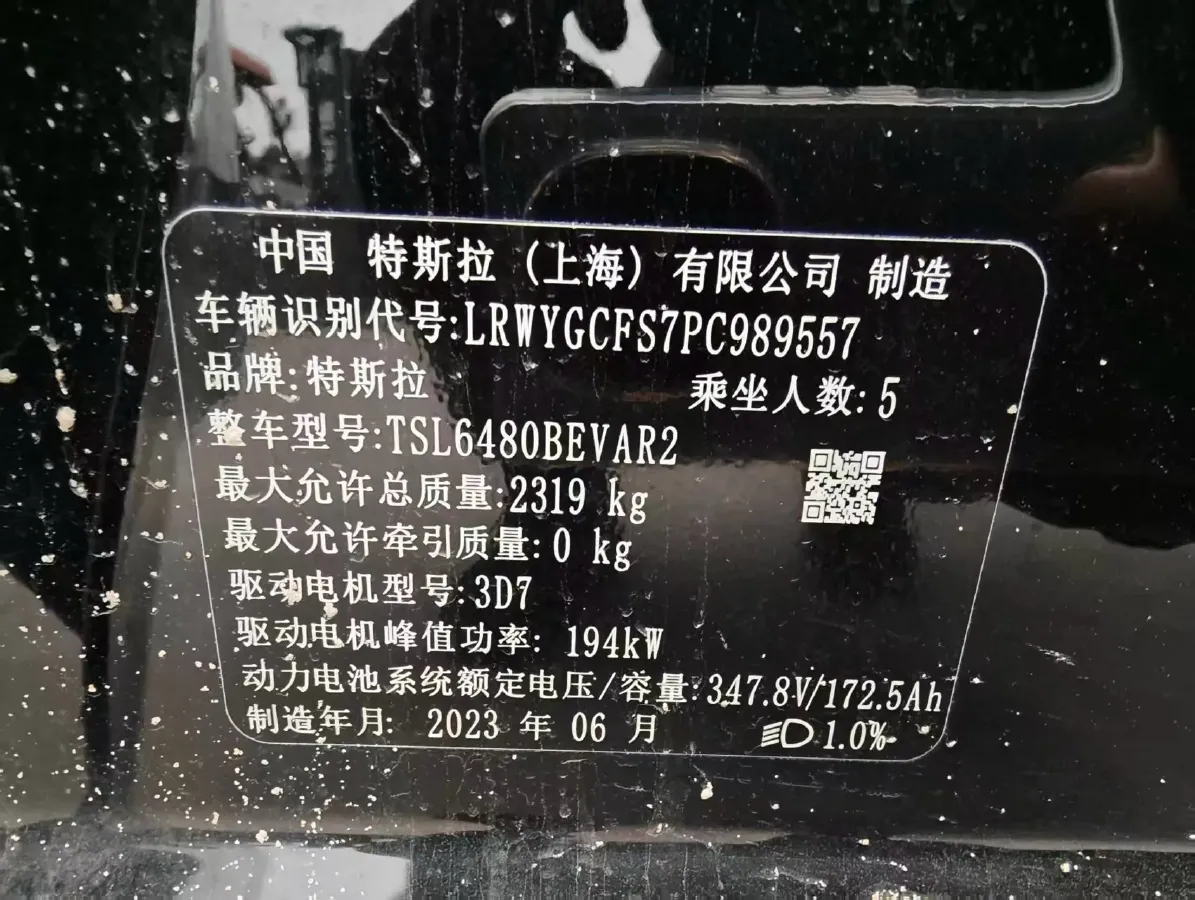 中国 特斯拉（上海）有限公司 制造
车辆识别代号:LRWYGCFS7PC989557
品牌:特斯拉 乘坐人数:5
整车型号:TSL6480BEVAR2
最大允许总质量:2319 kg
最大允许牵引质量:0 kg
驱动电机型号:3D7
驱动电机峰值功率: 194kW
动力电池系统额定电压/容量:347.8V/172.5Ah
制造年月: 2023 年 06 月 1.0%